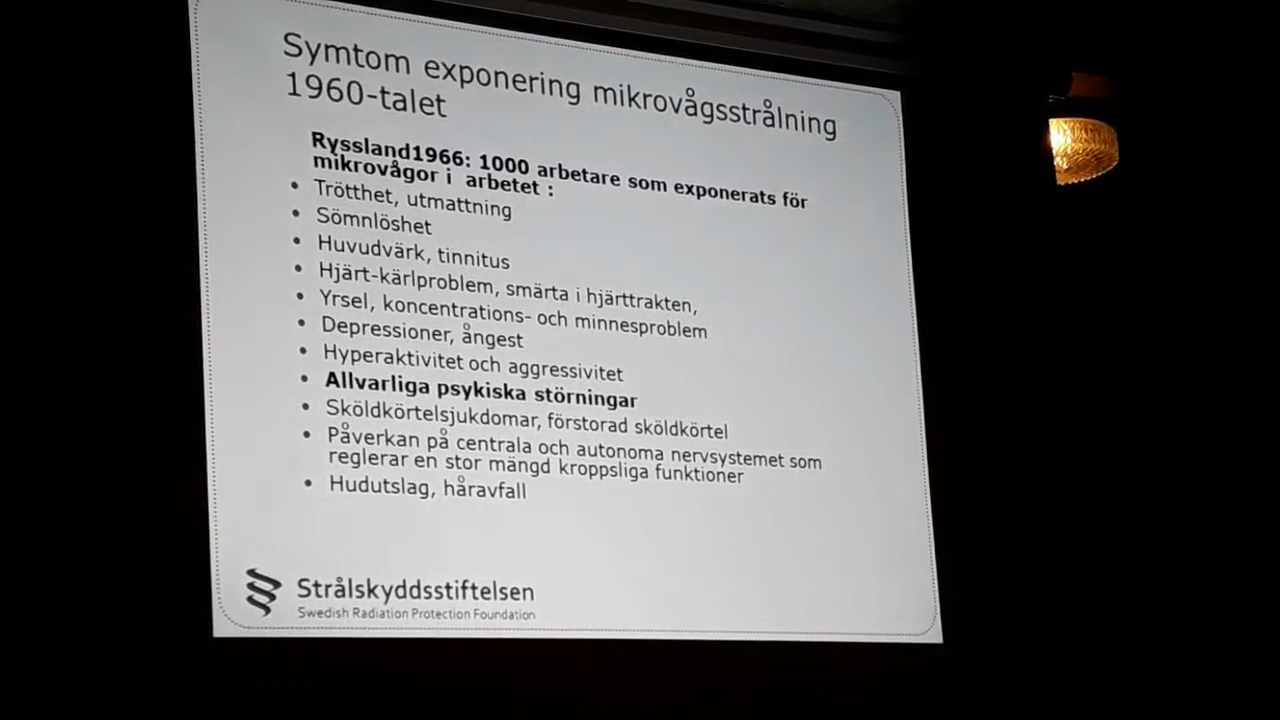 Symtom exponering mikrovågsstrålning
1960-talet
Ryssland1966: 1000 arbetare som exponerats för
mikrovågor i arbetet :
• Trötthet, utmattning
• Sömnlöshet
• Huvudvärk, tinnitus
• Hjärt-kärlproblem, smärta i hjärttrakten,
• Yrsel, koncentrations- och minnesproblem
• Depressioner, ångest
• Hyperaktivitet och aggressivitet
• Allvarliga psykiska störningar
• Sköldkörtelsjukdomar, förstorad sköldkörtel
• Påverkan på centrala och autonoma nervsystemet som
reglerar en stor mängd kroppsliga funktioner
• Hudutslag, håravfall
Strålskyddsstiftelsen
Swedish Radiation Protection Foundation